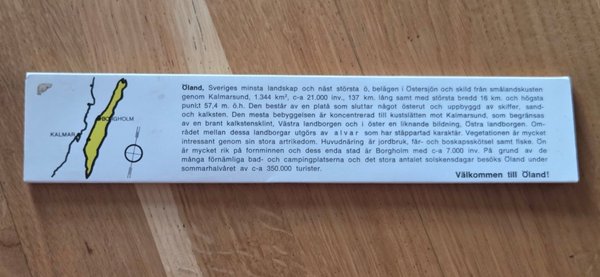 Öland, Sveriges minsta landskap och näst största ö, belägen i Östersjön och skild från smålandskusten
genom Kalmarsund, 1.344 km², c-a 21.000 inv., 137 km. lång samt med största bredd 16 km. och högsta
punkt 57,4 m. ö.h. Den består av en platå som sluttar något österut och uppbyggd av skiffer, sand-
och kalksten. Den mesta bebyggelsen är koncentrerad till kustslätten mot Kalmarsund, som begränsas
av en brant kalkstensklint, Västra landborgen och i öster en liknande bildning, Östra landborgen. Om-
rådet mellan dessa landborgar utgörs av alvar som har stäppartad karaktär. Vegetationen är mycket
intressant genom sin stora artrikedom. Huvudnäring är jordbruk, får- och boskapsskötsel samt fiske. Ön
är mycket rik på fornminnen och dess enda stad är Borgholm med c-a 7.000 inv. På grund av de
många förnämliga bad- och campingplatserna och det stora antalet solskensdagar besöks Öland under
sommarhalvåret av c-a 350.000 turister.
Välkommen till Öland!
BORGHOLM
KALMAR